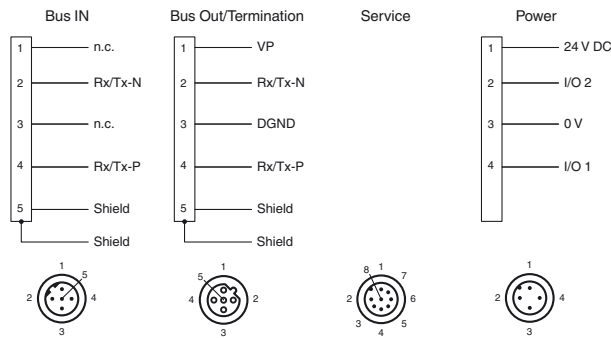 Bus IN
Bus Out/Termination
Service
Power
1
n.c.
2
Rx/Tx-N
3
n.c.
4
Rx/Tx-P
5
Shield
Shield
1
VP
2
Rx/Tx-N
3
DGND
4
Rx/Tx-P
5
Shield
Shield
1
24 V DC
2
I/O 2
3
0 V
4
I/O 1
1
5
2
4
3
5
1
4
2
3
8
1
7
2
6
3
5
4
1
2
4
3